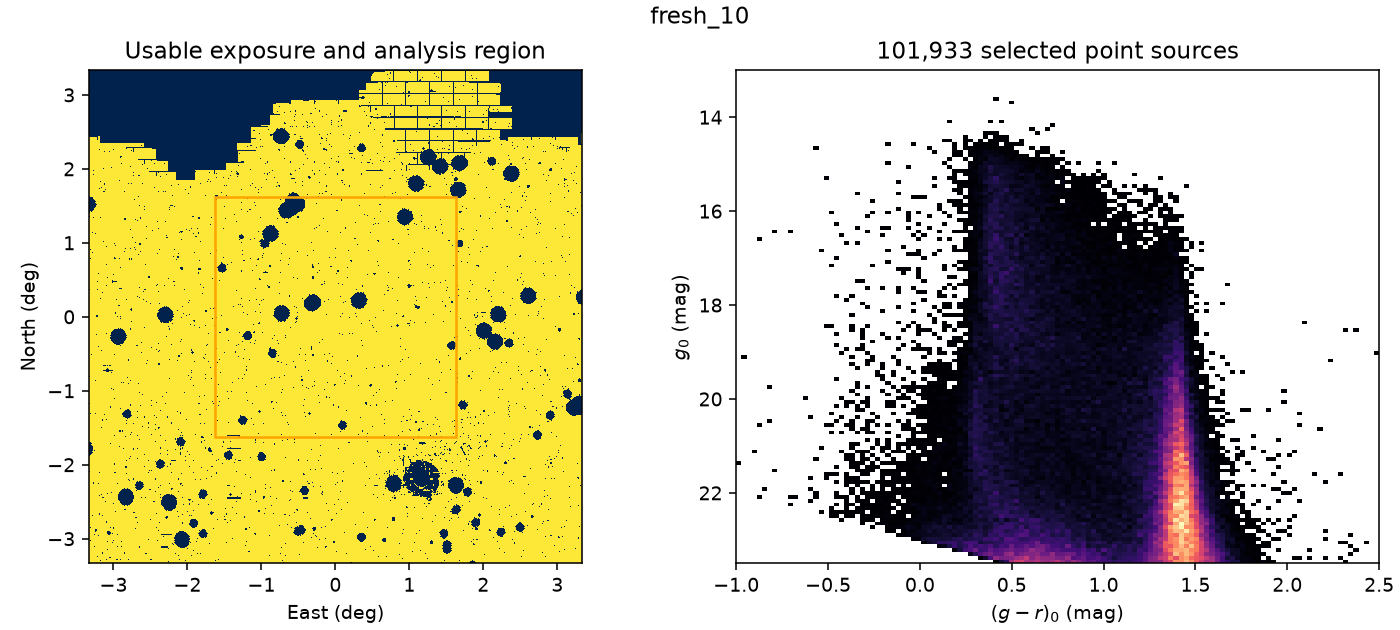 fresh_10
Usable exposure and analysis region
North (deg)
3
2
1
0
−1
−2
−3
−3 −2 −1 0 1 2 3
East (deg)
101,933 selected point sources
g₀ (mag)
14
16
18
20
22
−1.0 −0.5 0.0 0.5 1.0 1.5 2.0 2.5
(g − r)₀ (mag)